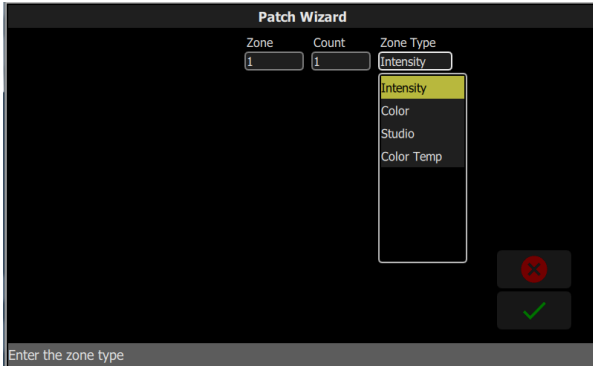 Patch Wizard
Zone Count Zone Type
1 1 Intensity
Intensity
Color
Studio
Color Temp
Enter the zone type